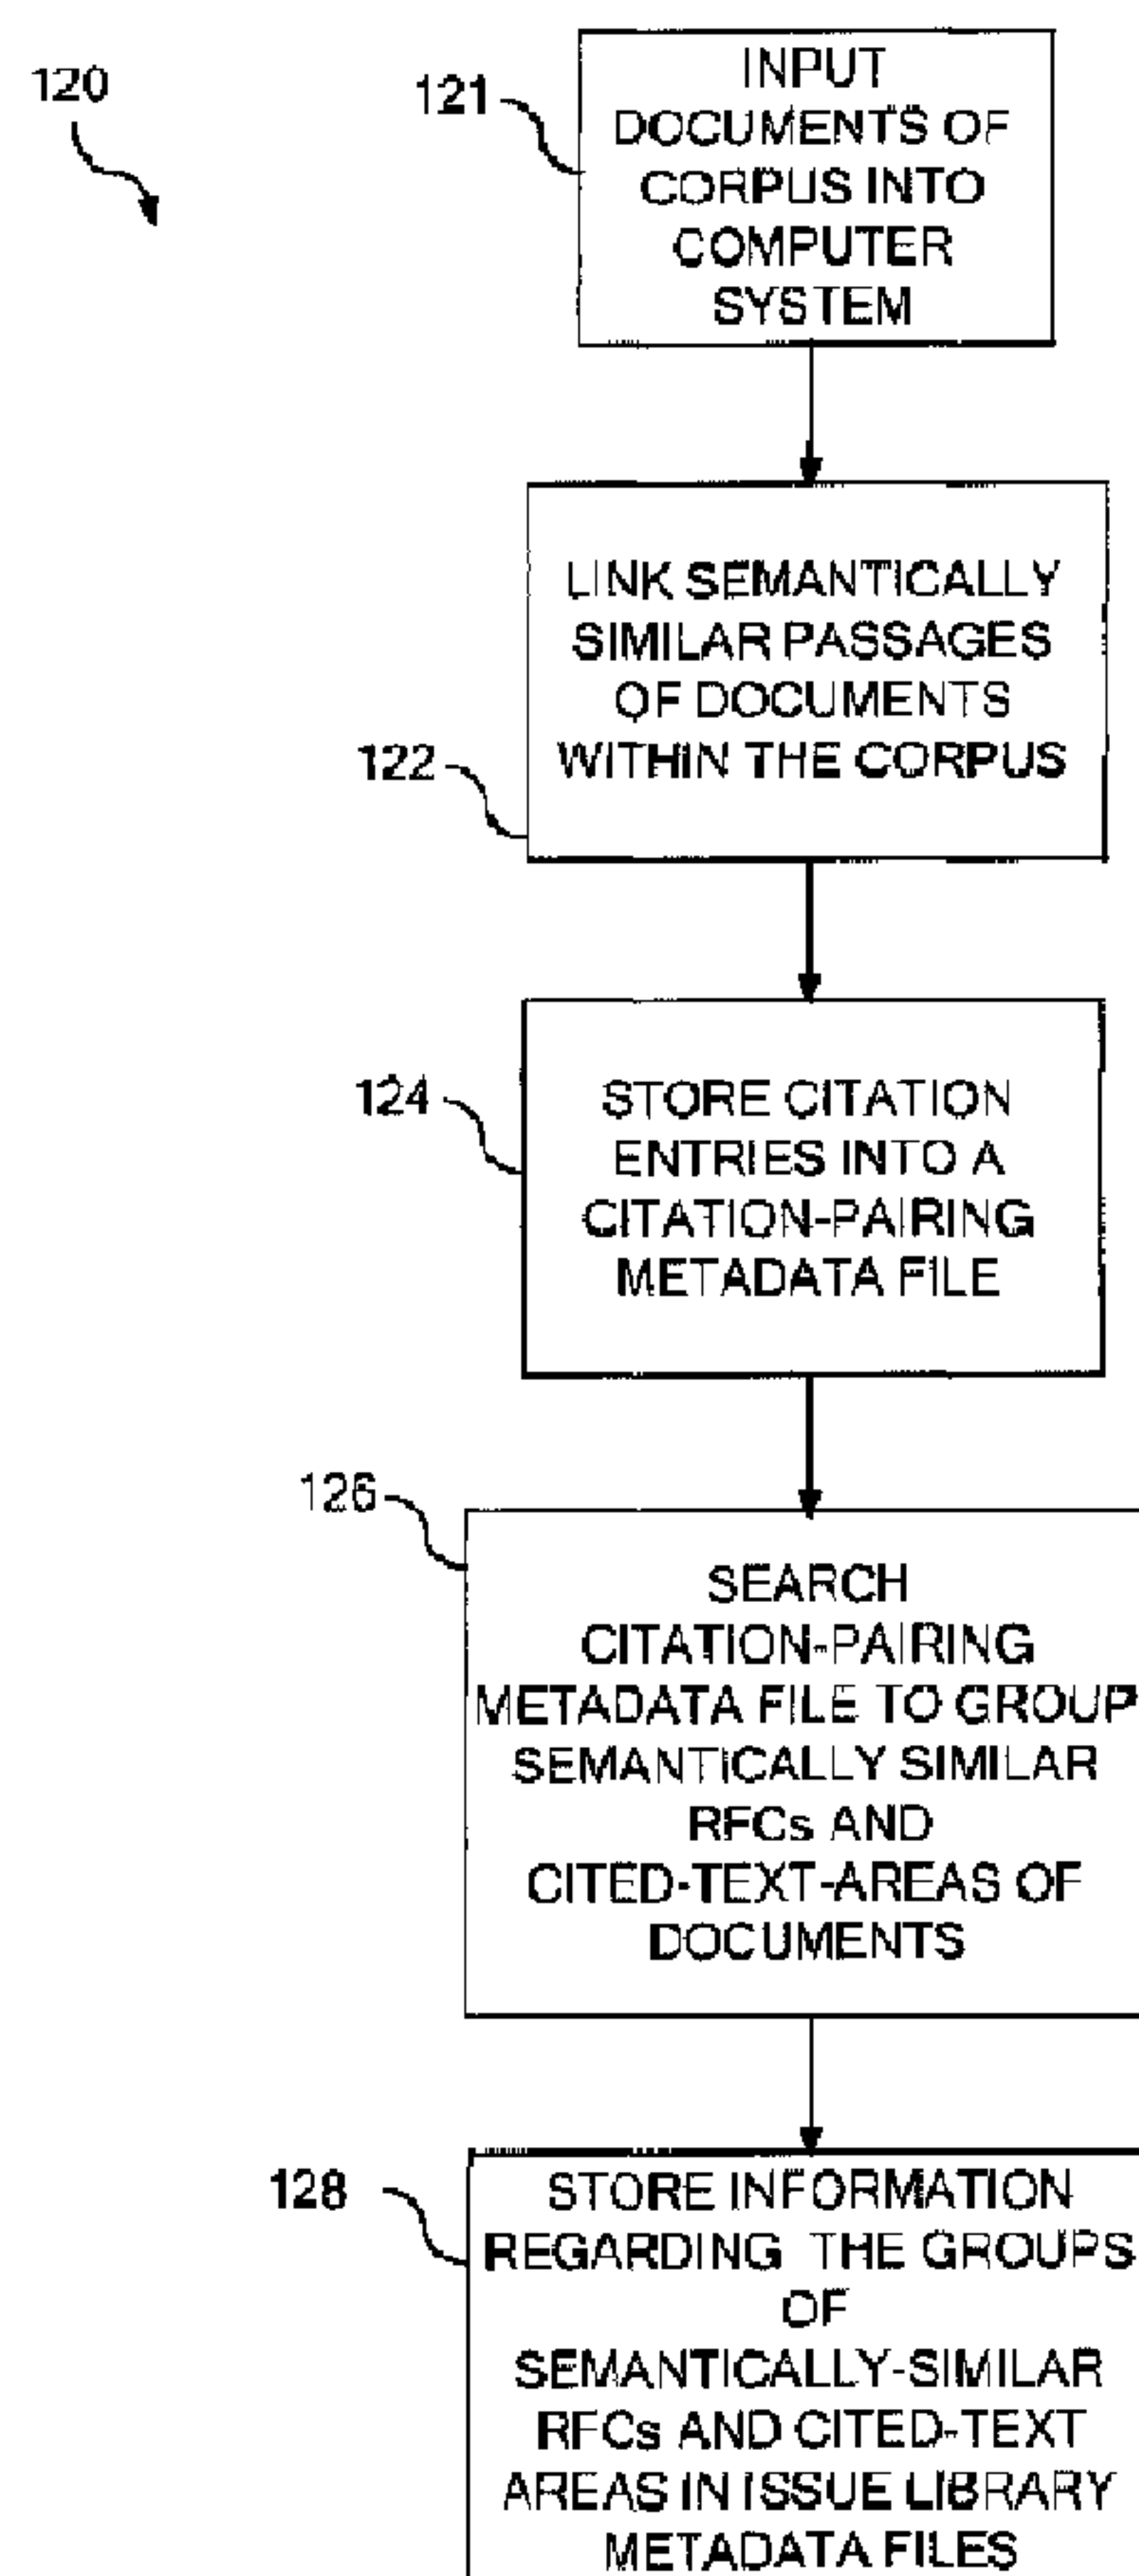 120
121
INPUT
DOCUMENTS OF
CORPUS INTO
COMPUTER
SYSTEM
LINK SEMANTICALLY
SIMILAR PASSAGES
OF DOCUMENTS
WITHIN THE CORPUS
122
124
STORE CITATION
ENTRIES INTO A
CITATION-PAIRING
METADATA FILE
126
SEARCH
CITATION-PAIRING
METADATA FILE TO GROUP
SEMANTICALLY SIMILAR
RFCs AND
CITED-TEXT-AREAS OF
DOCUMENTS
128
STORE INFORMATION
REGARDING THE GROUPS
OF
SEMANTICALLY-SIMILAR
RFCs AND CITED-TEXT
AREAS IN ISSUE LIBRARY
METADATA FILES